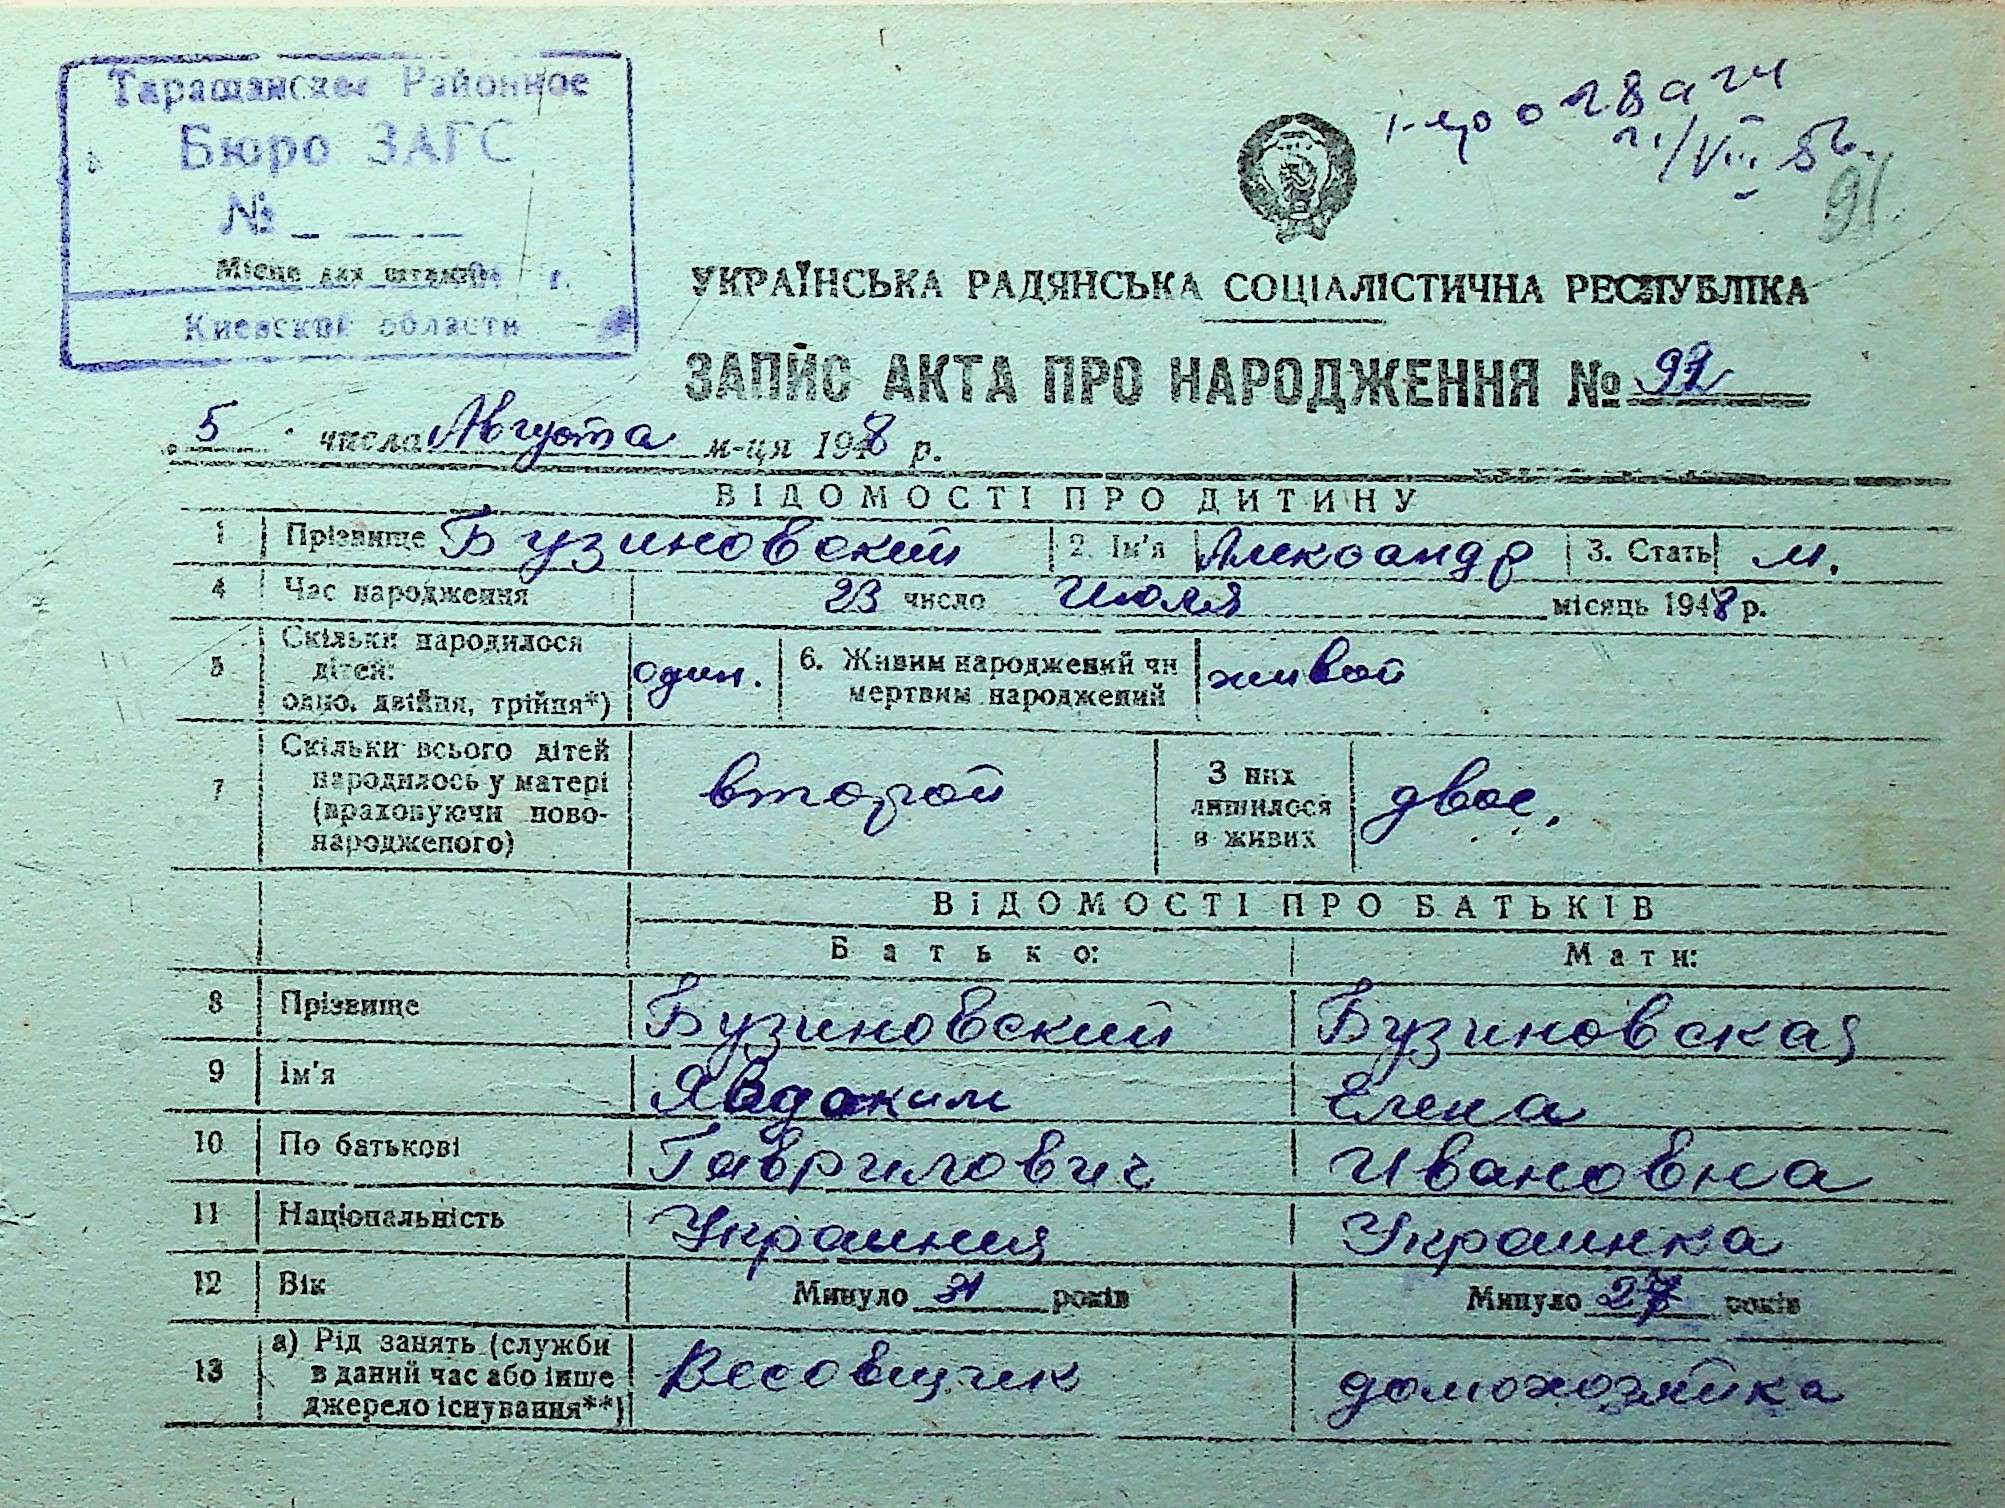 Таращанское Районное
Бюро ЗАГС
№
Місце для штампу г.
Киевской области
91
УКРАЇНСЬКА РАДЯНСЬКА СОЦІАЛІСТИЧНА РЕСПУБЛІКА
ЗАПИС АКТА ПРО НАРОДЖЕННЯ № 92
5 числа Августа м-ця 1948 р.
ВІДОМОСТІ ПРО ДИТИНУ
1 Прізвище Бузиновский 2. Ім'я Александр 3. Стать м.
4 Час народження 23 число Июля місяць 1948 р.
5 Скільки народилося дітей: одно, двійня, трійня*) один. 6. Живим народжений чи мертвим народжений живой
7 Скільки всього дітей народилось у матері (враховуючи новонародженого) второй З них лишилося в живих двое.
ВІДОМОСТІ ПРО БАТЬКІВ
Батько: Мати:
8 Прізвище Бузиновский Бузиновская
9 Ім'я Явдоким Елена
10 По батькові Гаврилович Ивановна
11 Національність Украинец Украинка
12 Вік Минуло 31 років Минуло 27 років
13 а) Рід занять (служби в даний час або інше джерело існування**) Весовщик домохозяйка